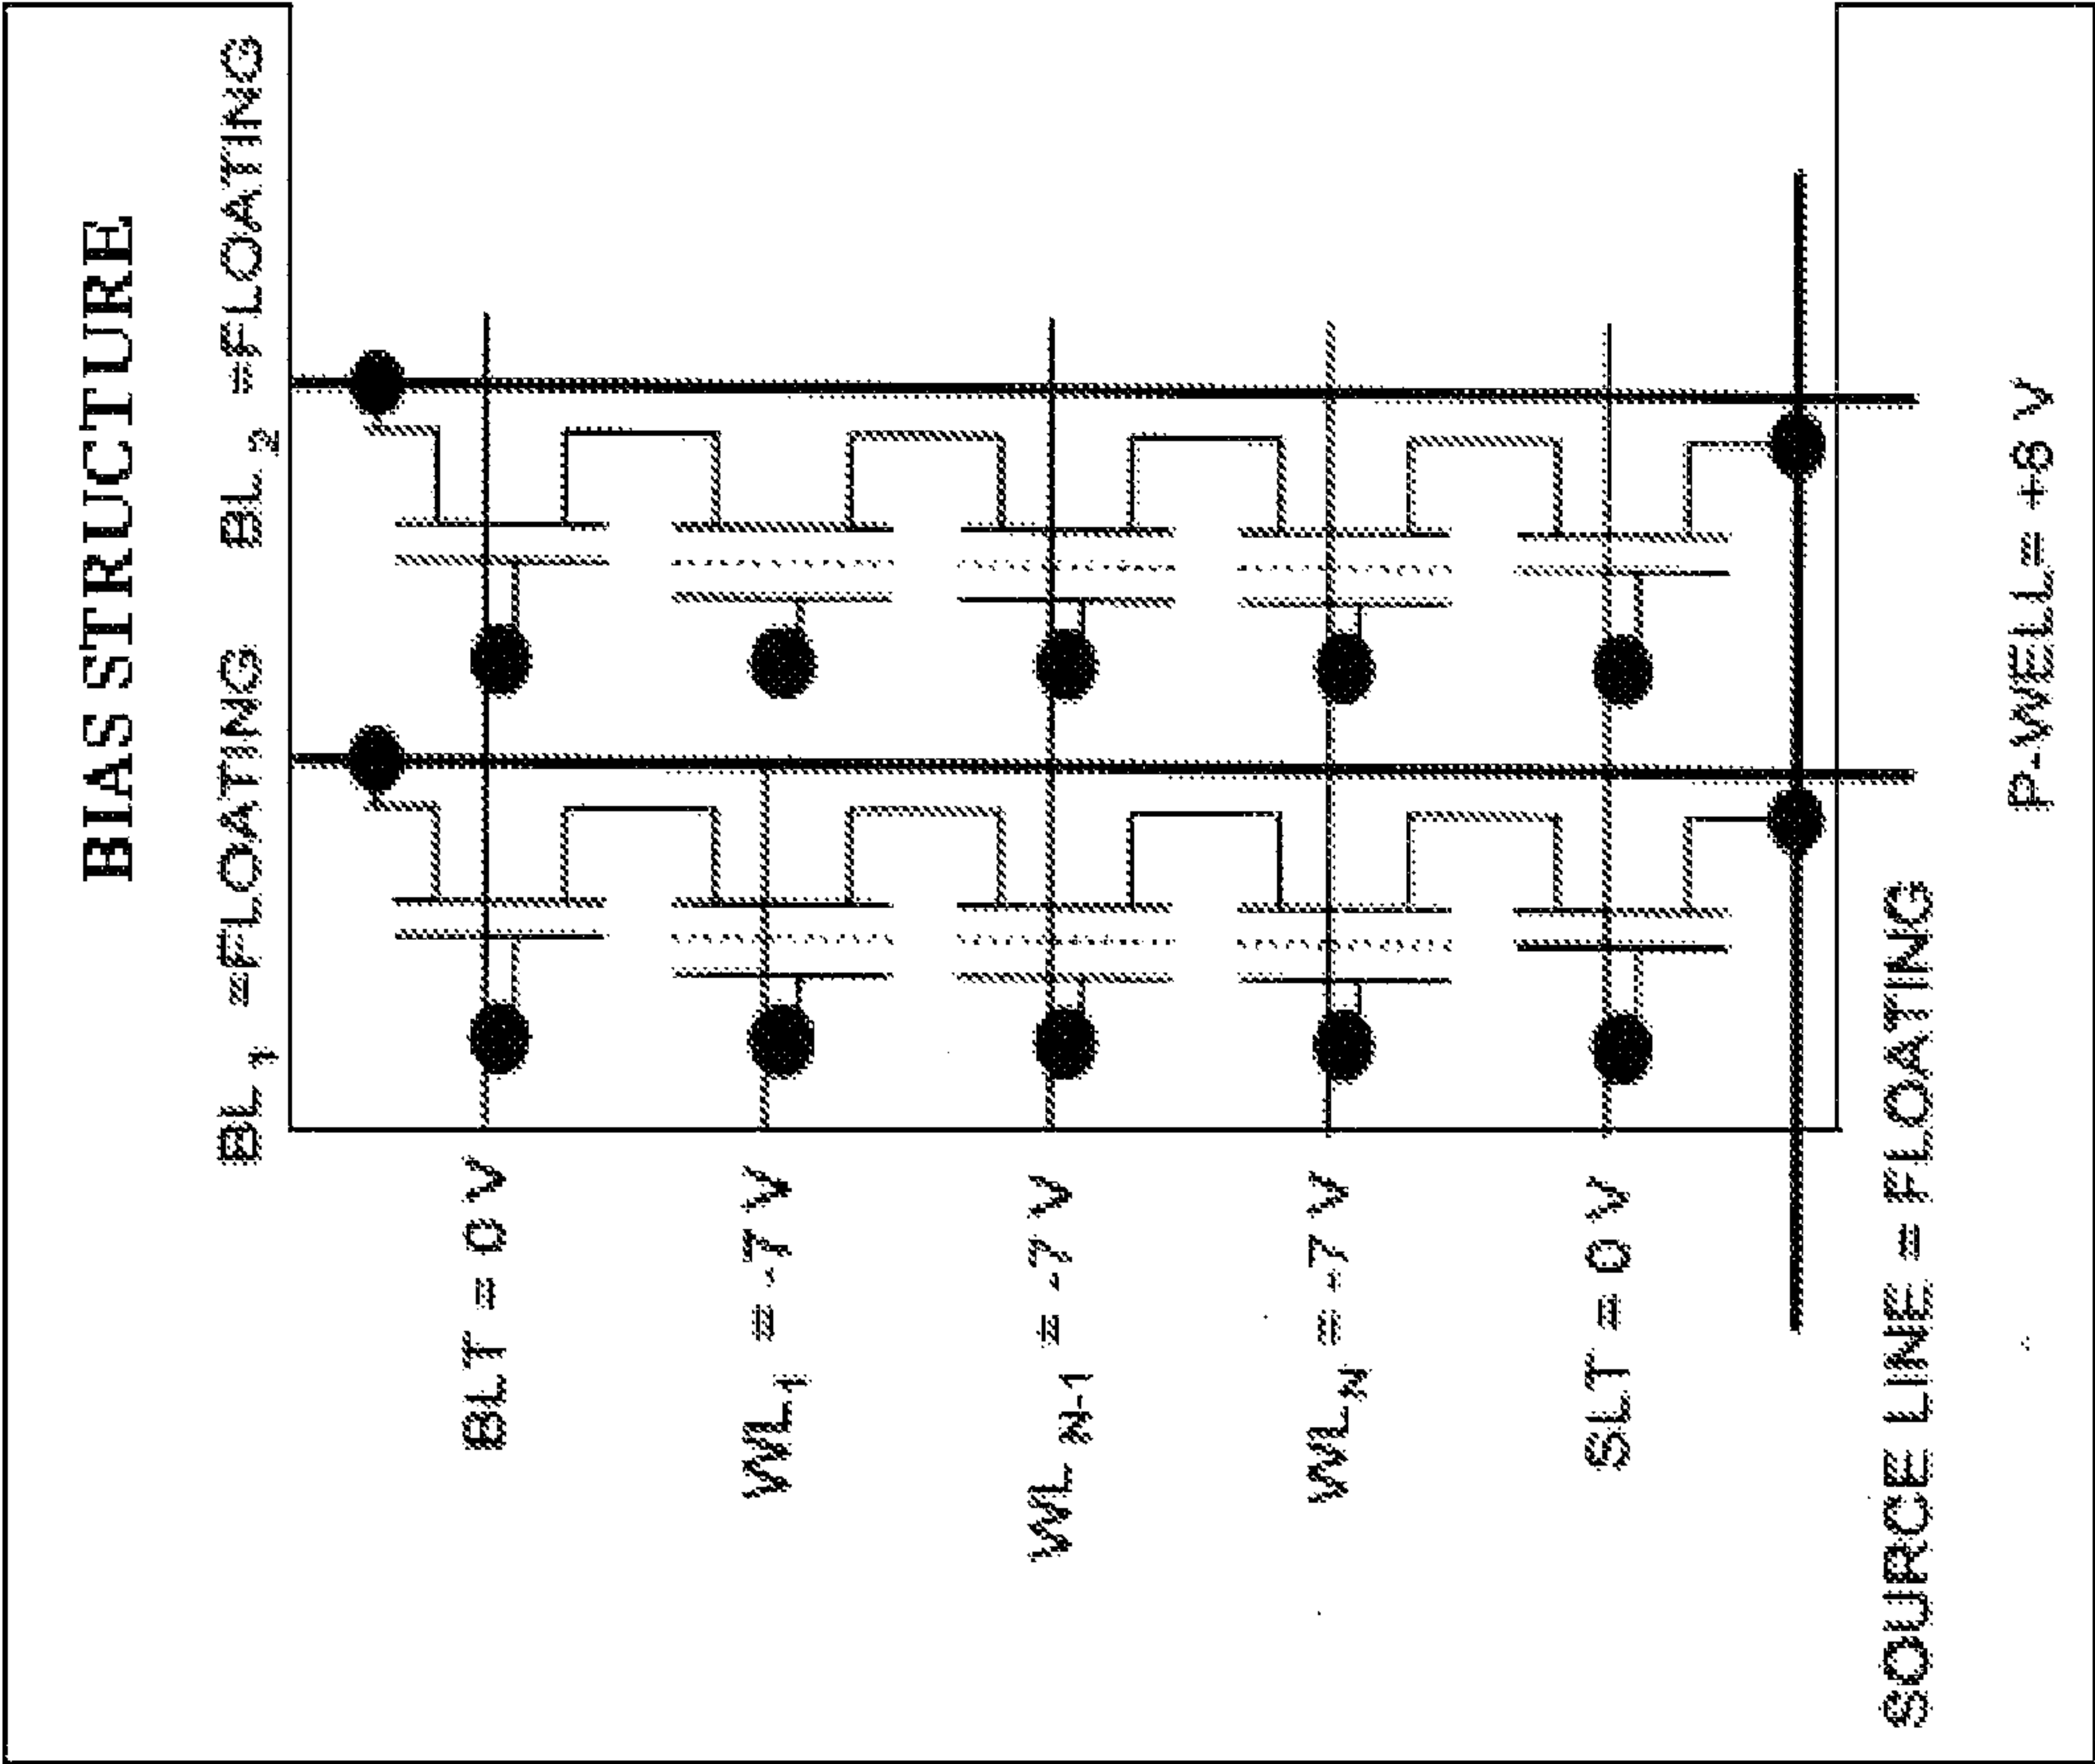 BIAS STRUCTURE
BL1 =FLOATING BL2 =FLOATING
BLT = 0 V
WL1 = -7 V
WL N-1 = -7 V
WLN = -7 V
SLT = 0 V
SOURCE LINE = FLOATING
P-WELL= +8 V